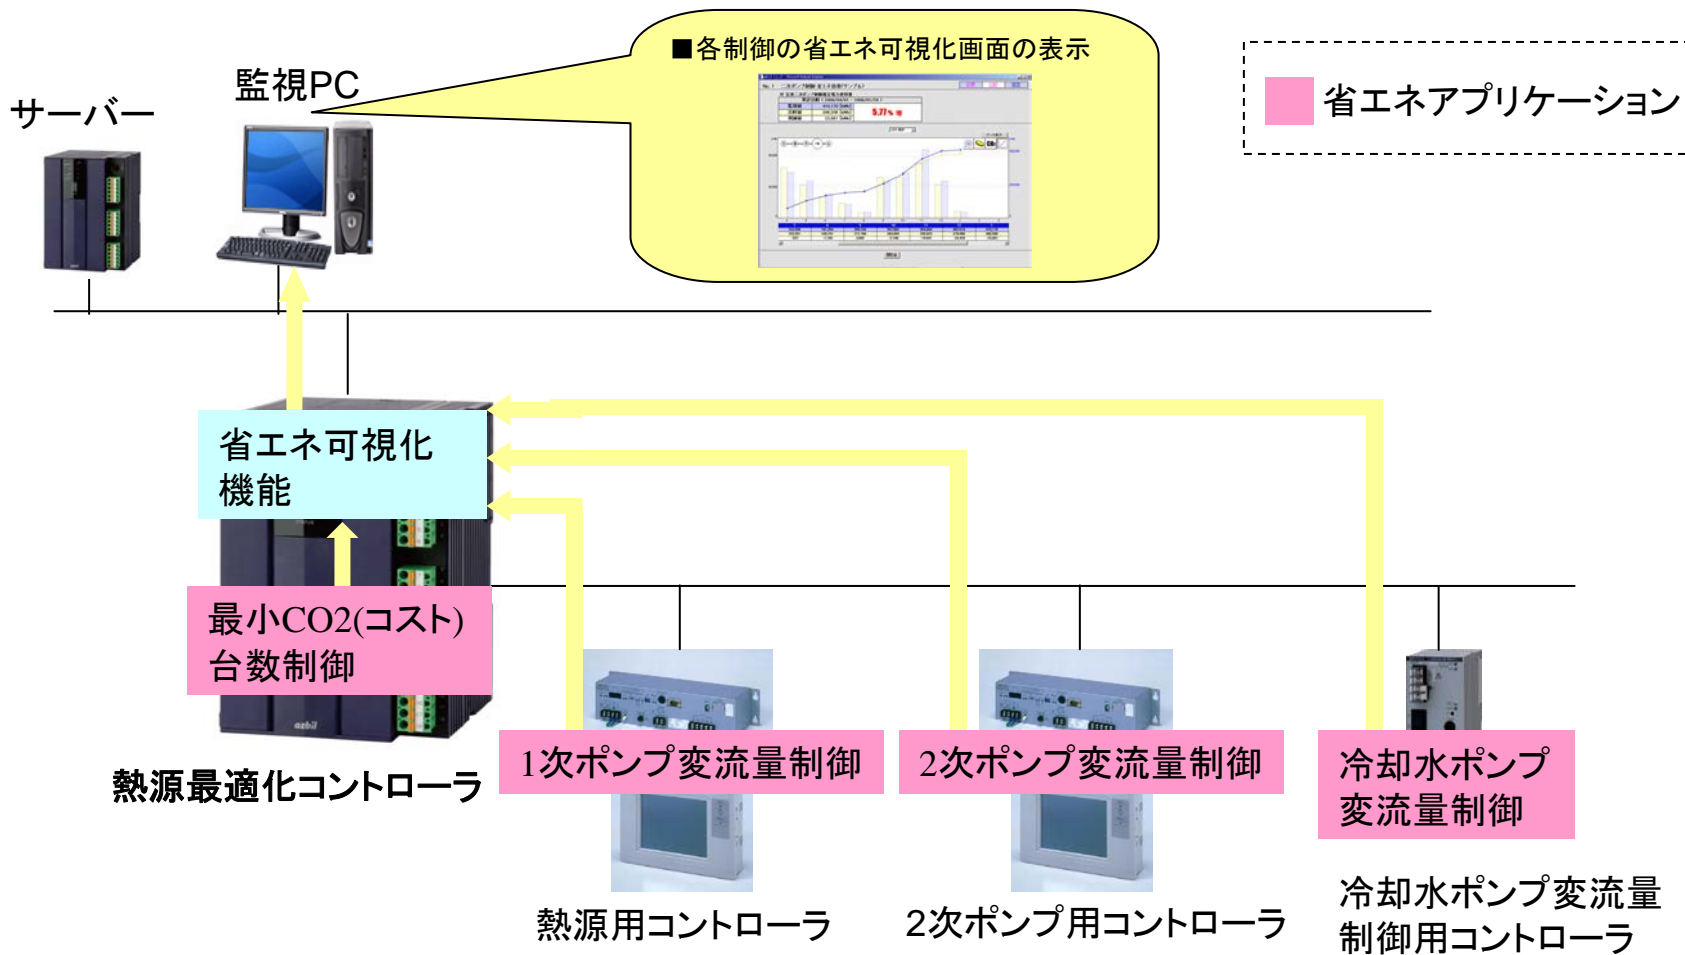 ■各制御の省エネ可視化画面の表示
監視PC
サーバー
省エネアプリケーション
5.77%
省エネ可視化
機能
最小CO2(コスト)
台数制御
azbil
熱源最適化コントローラ
1次ポンプ変流量制御
2次ポンプ変流量制御
冷却水ポンプ
変流量制御
熱源用コントローラ
2次ポンプ用コントローラ
冷却水ポンプ変流量
制御用コントローラ